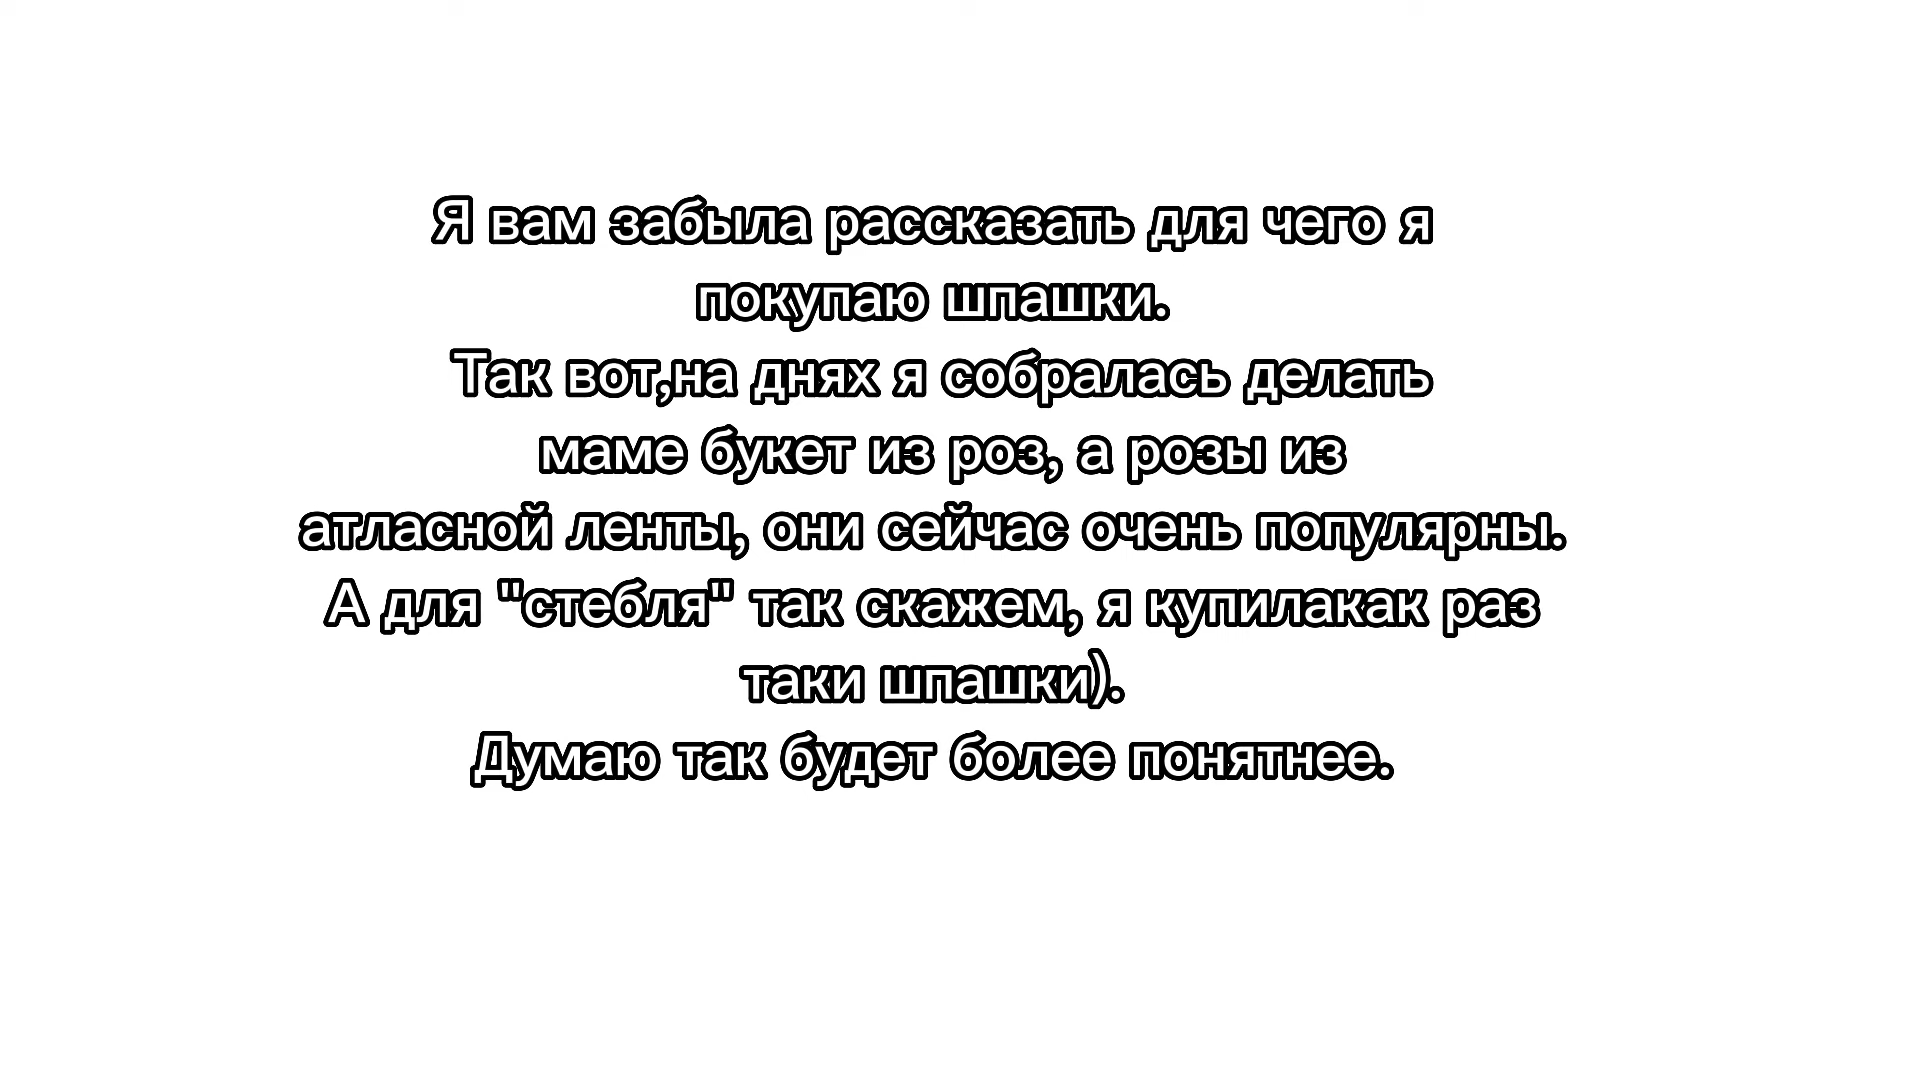 Я вам забыла рассказать для чего я
покупаю шпашки.
Так вот,на днях я собралась делать
маме букет из роз, а розы из
атласной ленты, они сейчас очень популярны.
А для "стебля" так скажем, я купилакак раз
таки шпашки).
Думаю так будет более понятнее.